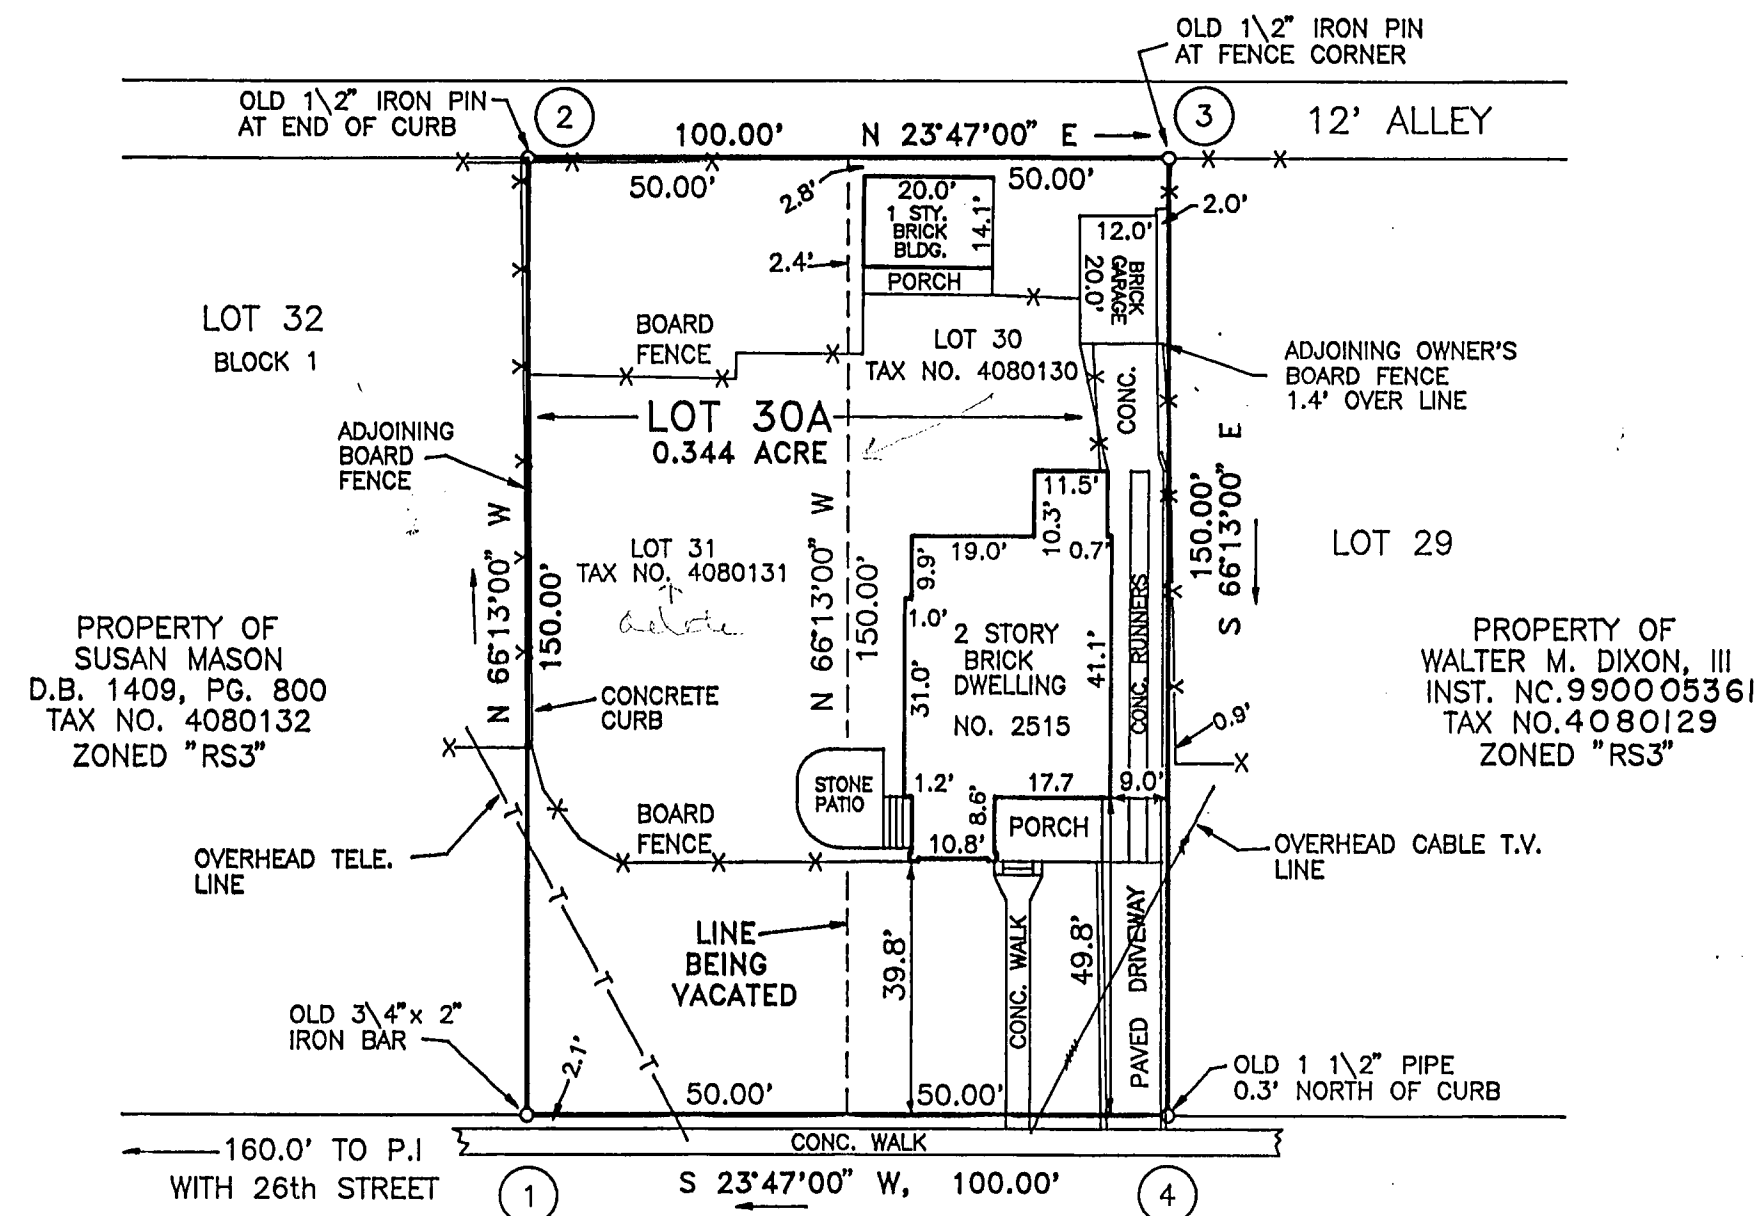 OLD 1\2" IRON PIN
AT FENCE CORNER
OLD 1\2" IRON PIN
AT END OF CURB
2
100.00'
N 23°47'00" E
3
12' ALLEY
50.00'
2.8'
20.0'
1 STY.
BRICK
BLDG.
14.1'
50.00'
2.0'
12.0'
BRICK
GARAGE
20.0'
2.4'
PORCH
LOT 32
BLOCK 1
BOARD
FENCE
LOT 30
TAX NO. 4080130
CONC.
ADJOINING OWNER'S
BOARD FENCE
1.4' OVER LINE
LOT 30A
0.344 ACRE
ADJOINING
BOARD
FENCE
N 66°13'00" W
150.00'
LOT 31
TAX NO. 4080131
N 66°13'00" W
150.00'
11.5'
10.3'
19.0'
0.7'
9.9'
1.0'
31.0'
2 STORY
BRICK
DWELLING
NO. 2515
41.1'
CONC. RUNNERS
150.00'
S 66°13'00" E
LOT 29
PROPERTY OF
SUSAN MASON
D.B. 1409, PG. 800
TAX NO. 4080132
ZONED "RS3"
PROPERTY OF
WALTER M. DIXON, III
INST. NC.990005361
TAX NO.4080129
ZONED "RS3"
CONCRETE
CURB
0.9'
STONE
PATIO
1.2'
8.6'
17.7
9.0'
PORCH
10.8'
BOARD
FENCE
OVERHEAD TELE.
LINE
OVERHEAD CABLE T.V.
LINE
LINE
BEING
VACATED
39.8'
CONC. WALK
49.8'
PAVED DRIVEWAY
OLD 3\4"x 2"
IRON BAR
2.1'
50.00'
50.00'
OLD 1 1\2" PIPE
0.3' NORTH OF CURB
160.0' TO P.I
WITH 26th STREET
CONC. WALK
1
S 23°47'00" W, 100.00'
4